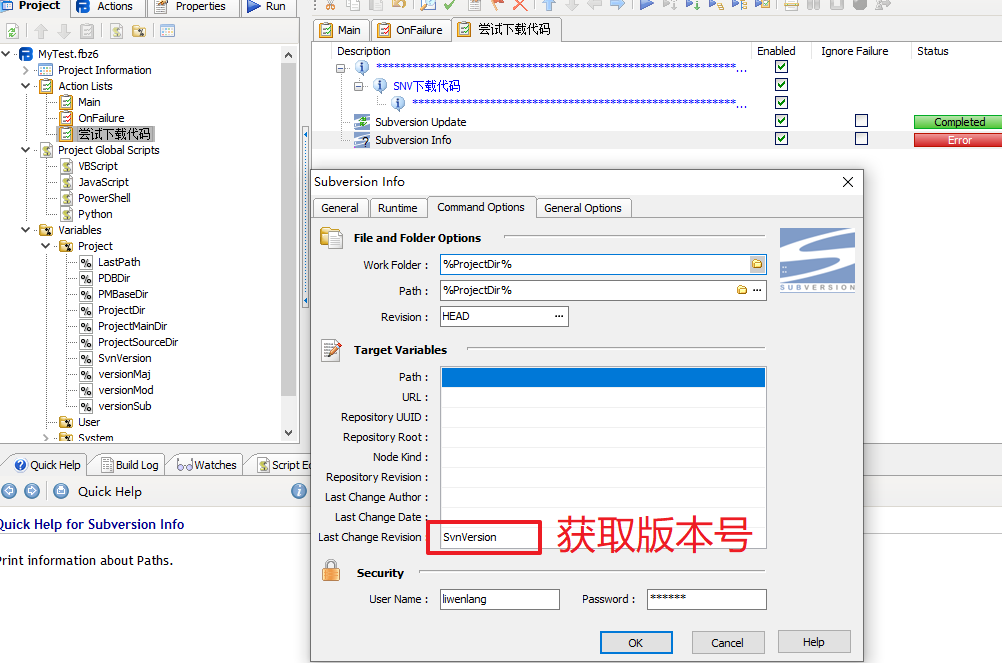 Project Actions Properties Run
MyTest.fbz6
Project Information
Action Lists
Main
OnFailure
尝试下载代码
Project Global Scripts
VBScript
JavaScript
PowerShell
Python
Variables
Project
LastPath
PDBDir
PMBaseDir
ProjectDir
ProjectMainDir
ProjectSourceDir
SvnVersion
versionMaj
versionMod
versionSub
User
System
Main OnFailure 尝试下载代码
Description Enabled Ignore Failure Status
SNV下载代码
Subversion Update Completed
Subversion Info Error
Quick Help Build Log Watches Script E
Quick Help
Quick Help for Subversion Info
Print information about Paths.
Subversion Info
General Runtime Command Options General Options
File and Folder Options
Work Folder : %ProjectDir%
Path : %ProjectDir%
Revision : HEAD ...
SUBVERSION
Target Variables
Path :
URL :
Repository UUID :
Repository Root :
Node Kind :
Repository Revision :
Last Change Author :
Last Change Date :
Last Change Revision : SvnVersion 获取版本号
Security
User Name : liwenlang Password : ******
OK Cancel Help